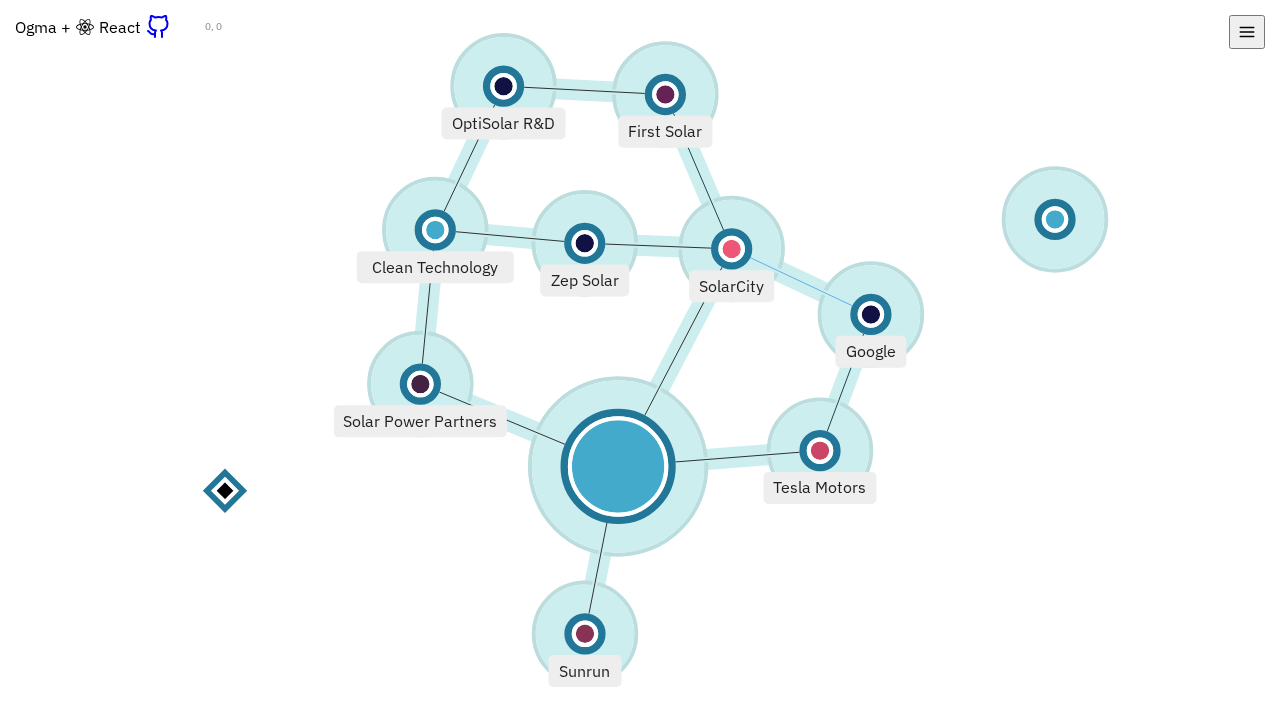 Ogma + React
0, 0
OptiSolar R&D
First Solar
Clean Technology
Zep Solar
SolarCity
Google
Solar Power Partners
Tesla Motors
Sunrun